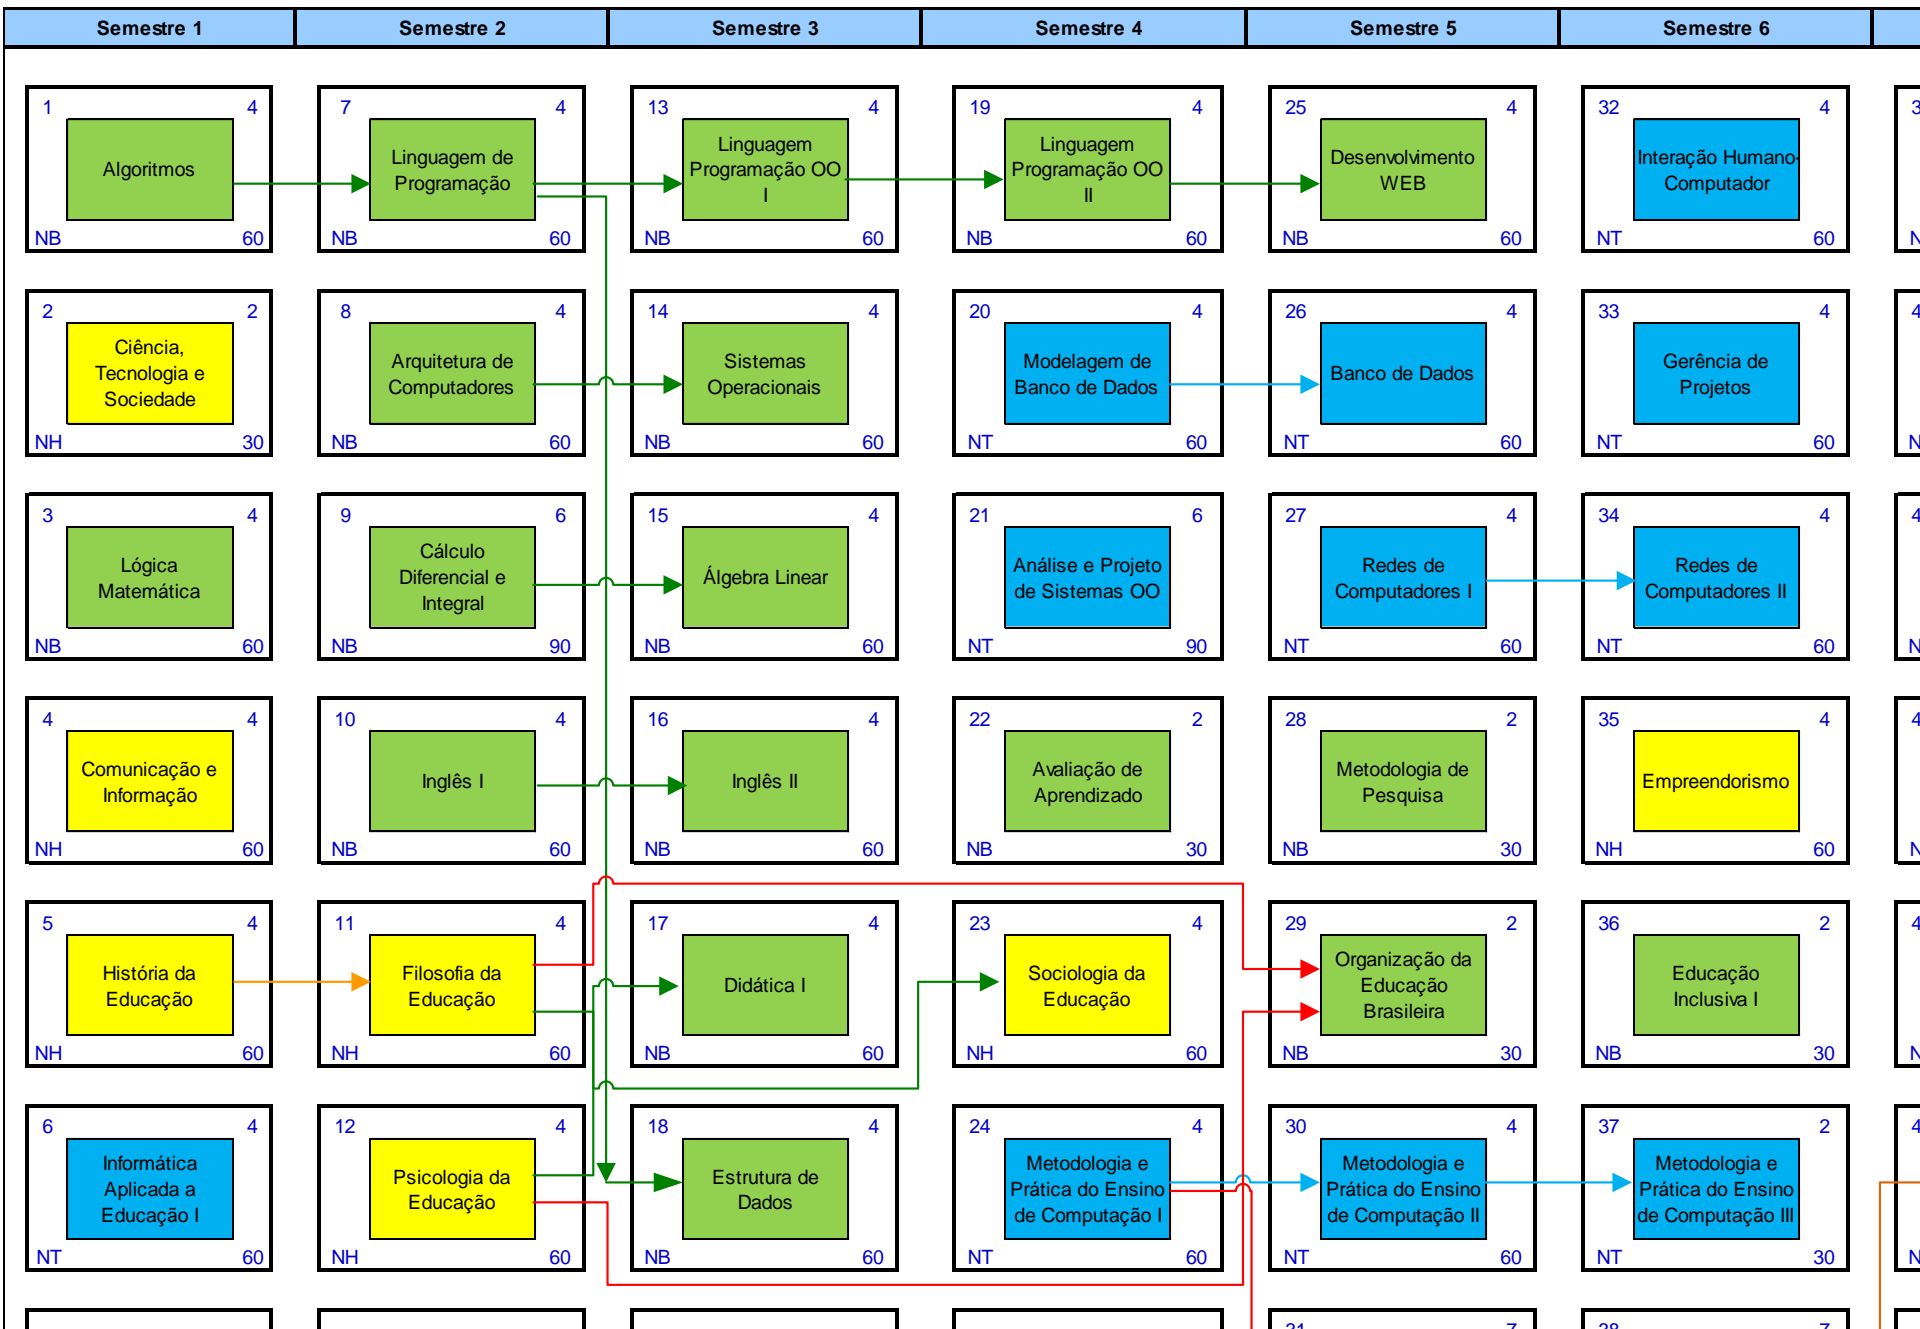 Semestre 1 Semestre 2 Semestre 3 Semestre 4 Semestre 5 Semestre 6
1 4 7 4 13 4 19 4 25 4 32 4
Algoritmos
NB 60
Linguagem de
Programação
NB 60
Linguagem
Programação OO
I
NB 60
Linguagem
Programação OO
II
NB 60
Desenvolvimento
WEB
NB 60
Interação Humano-
Computador
NT 60
2 2 8 4 14 4 20 4 26 4 33 4
Ciência,
Tecnologia e
Sociedade
NH 30
Arquitetura de
Computadores
NB 60
Sistemas
Operacionais
NB 60
Modelagem de
Banco de Dados
NT 60
Banco de Dados
NT 60
Gerência de
Projetos
NT 60
3 4 9 6 15 4 21 6 27 4 34 4
Lógica
Matemática
NB 60
Cálculo
Diferencial e
Integral
NB 90
Álgebra Linear
NB 60
Análise e Projeto
de Sistemas OO
NT 90
Redes de
Computadores I
NT 60
Redes de
Computadores II
NT 60
4 4 10 4 16 4 22 2 28 2 35 4
Comunicação e
Informação
NH 60
Inglês I
NB 60
Inglês II
NB 60
Avaliação de
Aprendizado
NB 30
Metodologia de
Pesquisa
NB 30
Empreendorismo
NH 60
5 4 11 4 17 4 23 4 29 2 36 2
História da
Educação
NH 60
Filosofia da
Educação
NH 60
Didática I
NB 60
Sociologia da
Educação
NH 60
Organização da
Educação
Brasileira
NB 30
Educação
Inclusiva I
NB 30
6 4 12 4 18 4 24 4 30 4 37 2
Informática
Aplicada a
Educação I
NT 60
Psicologia da
Educação
NH 60
Estrutura de
Dados
NB 60
Metodologia e
Prática do Ensino
de Computação I
NT 60
Metodologia e
Prática do Ensino
de Computação II
NT 60
Metodologia e
Prática do Ensino
de Computação III
NT 30
31 7 38 7